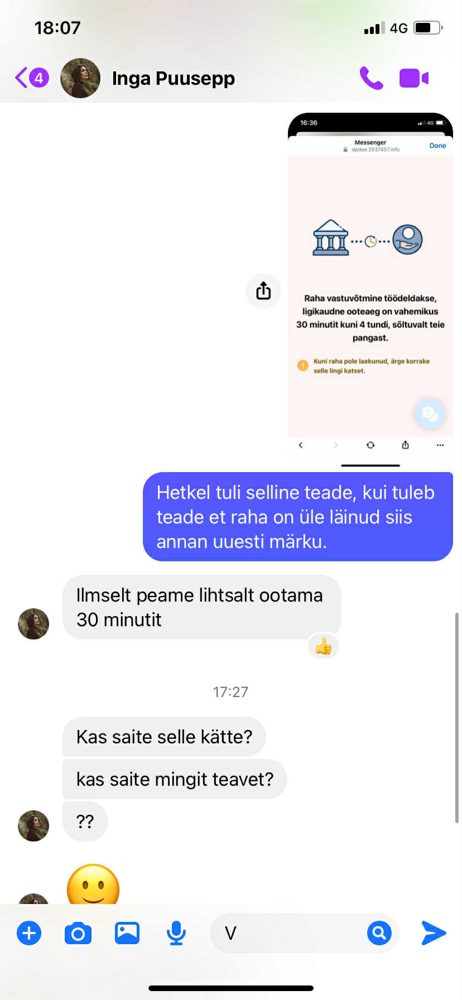 18:07
4G
4
Inga Puusepp
16:36
4G
Messenger
dpdee.2537457.info
Done
Raha vastuvõtmine töödeldakse,
ligikaudne ooteaeg on vahemikus
30 minutit kuni 4 tundi, sõltuvalt teie
pangast.
Kuni raha pole laekunud, ärge korrake
selle lingi katset.
Hetkel tuli selline teade, kui tuleb
teade et raha on üle läinud siis
annan uuesti märku.
Ilmselt peame lihtsalt ootama
30 minutit
17:27
Kas saite selle kätte?
kas saite mingit teavet?
??
V